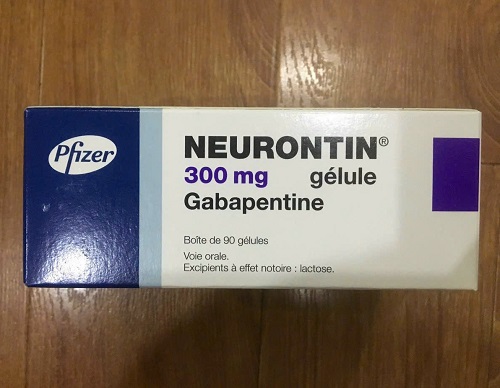 Pfizer
NEURONTIN®
300 mg gélule
Gabapentine
Boîte de 90 gélules
Voie orale.
Excipients à effet notoire : lactose.